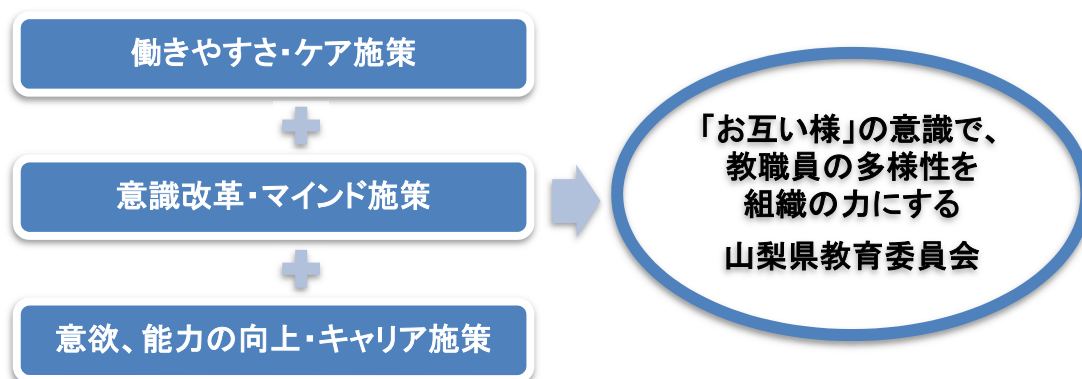 働きやすさ・ケア施策
意識改革・マインド施策
意欲、能力の向上・キャリア施策
「お互い様」の意識で、
教職員の多様性を
組織の力にする
山梨県教育委員会